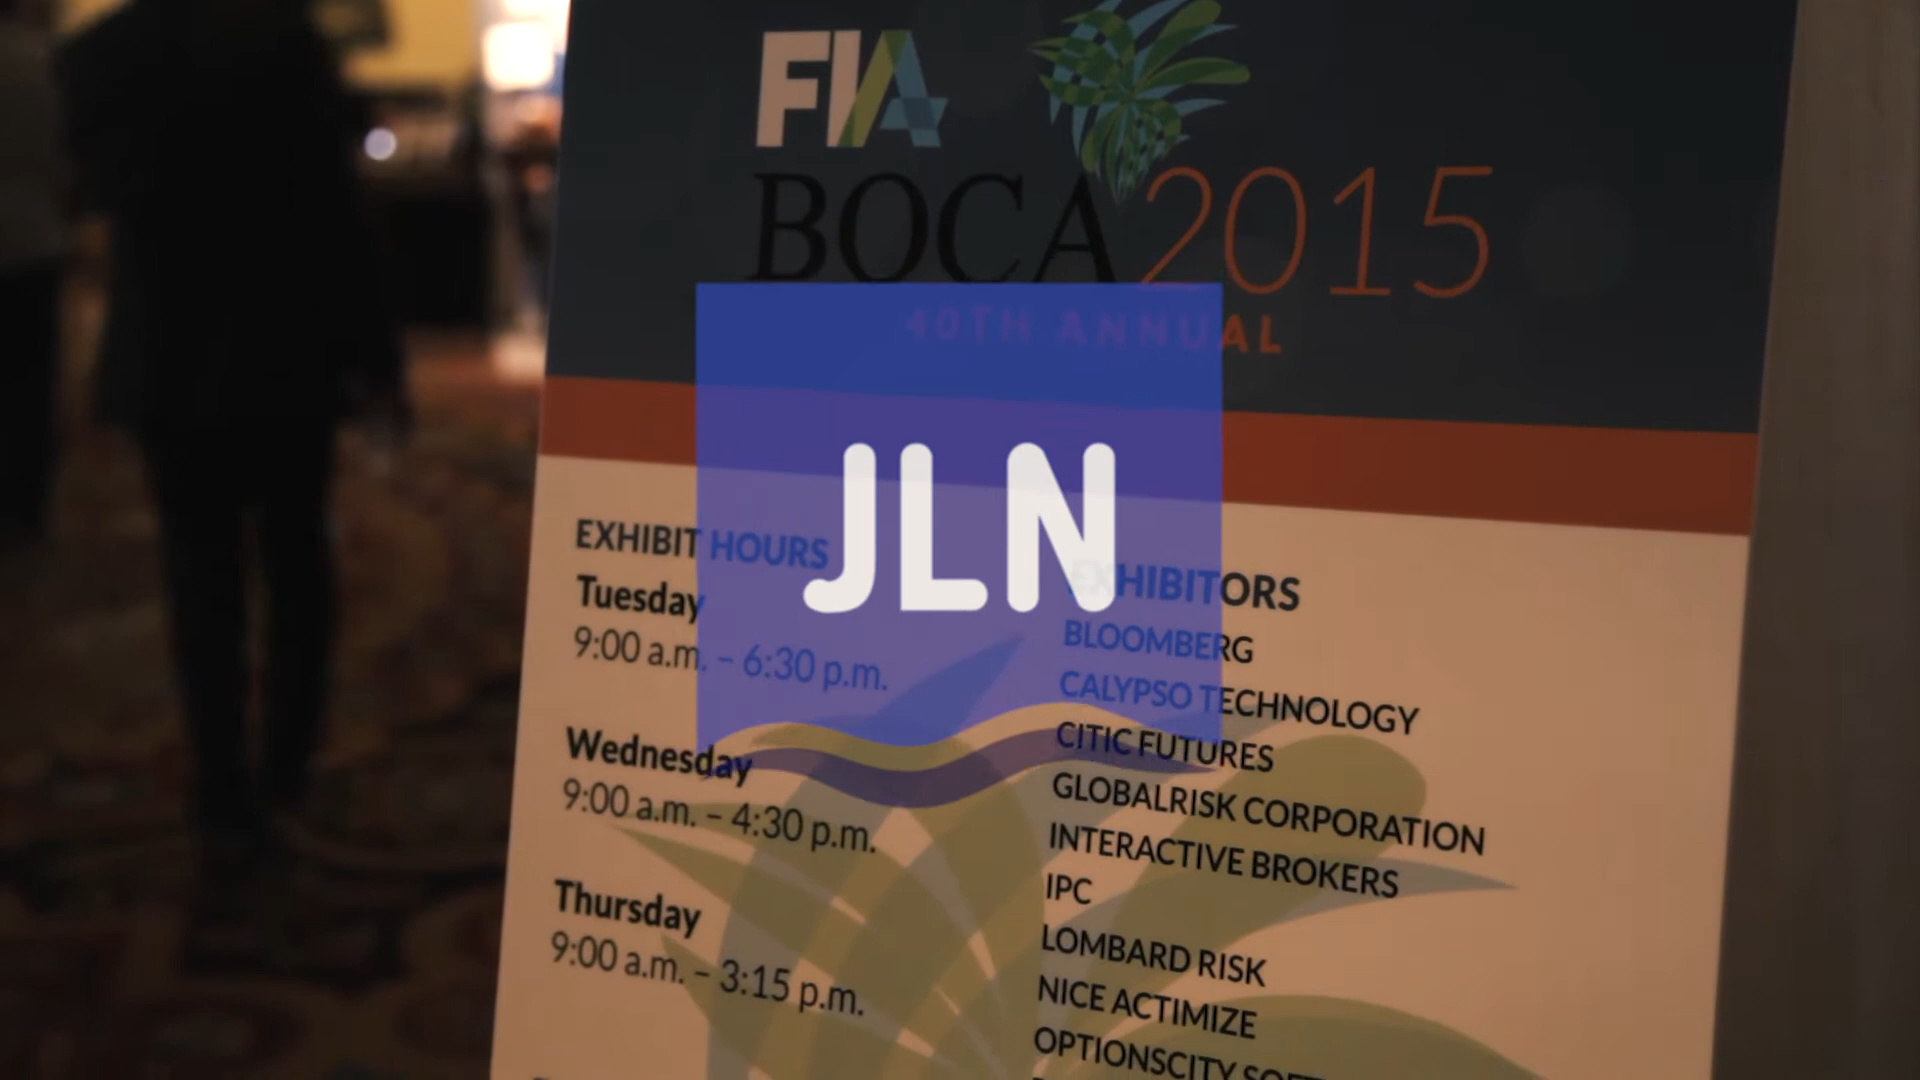 FIA
BOCA 2015
40TH ANNUAL
JLN
EXHIBIT HOURS
Tuesday
9:00 a.m. – 6:30 p.m.
Wednesday
9:00 a.m. – 4:30 p.m.
Thursday
9:00 a.m. – 3:15 p.m.
EXHIBITORS
BLOOMBERG
CALYPSO TECHNOLOGY
CITIC FUTURES
GLOBALRISK CORPORATION
INTERACTIVE BROKERS
IPC
LOMBARD RISK
NICE ACTIMIZE
OPTIONSCITY